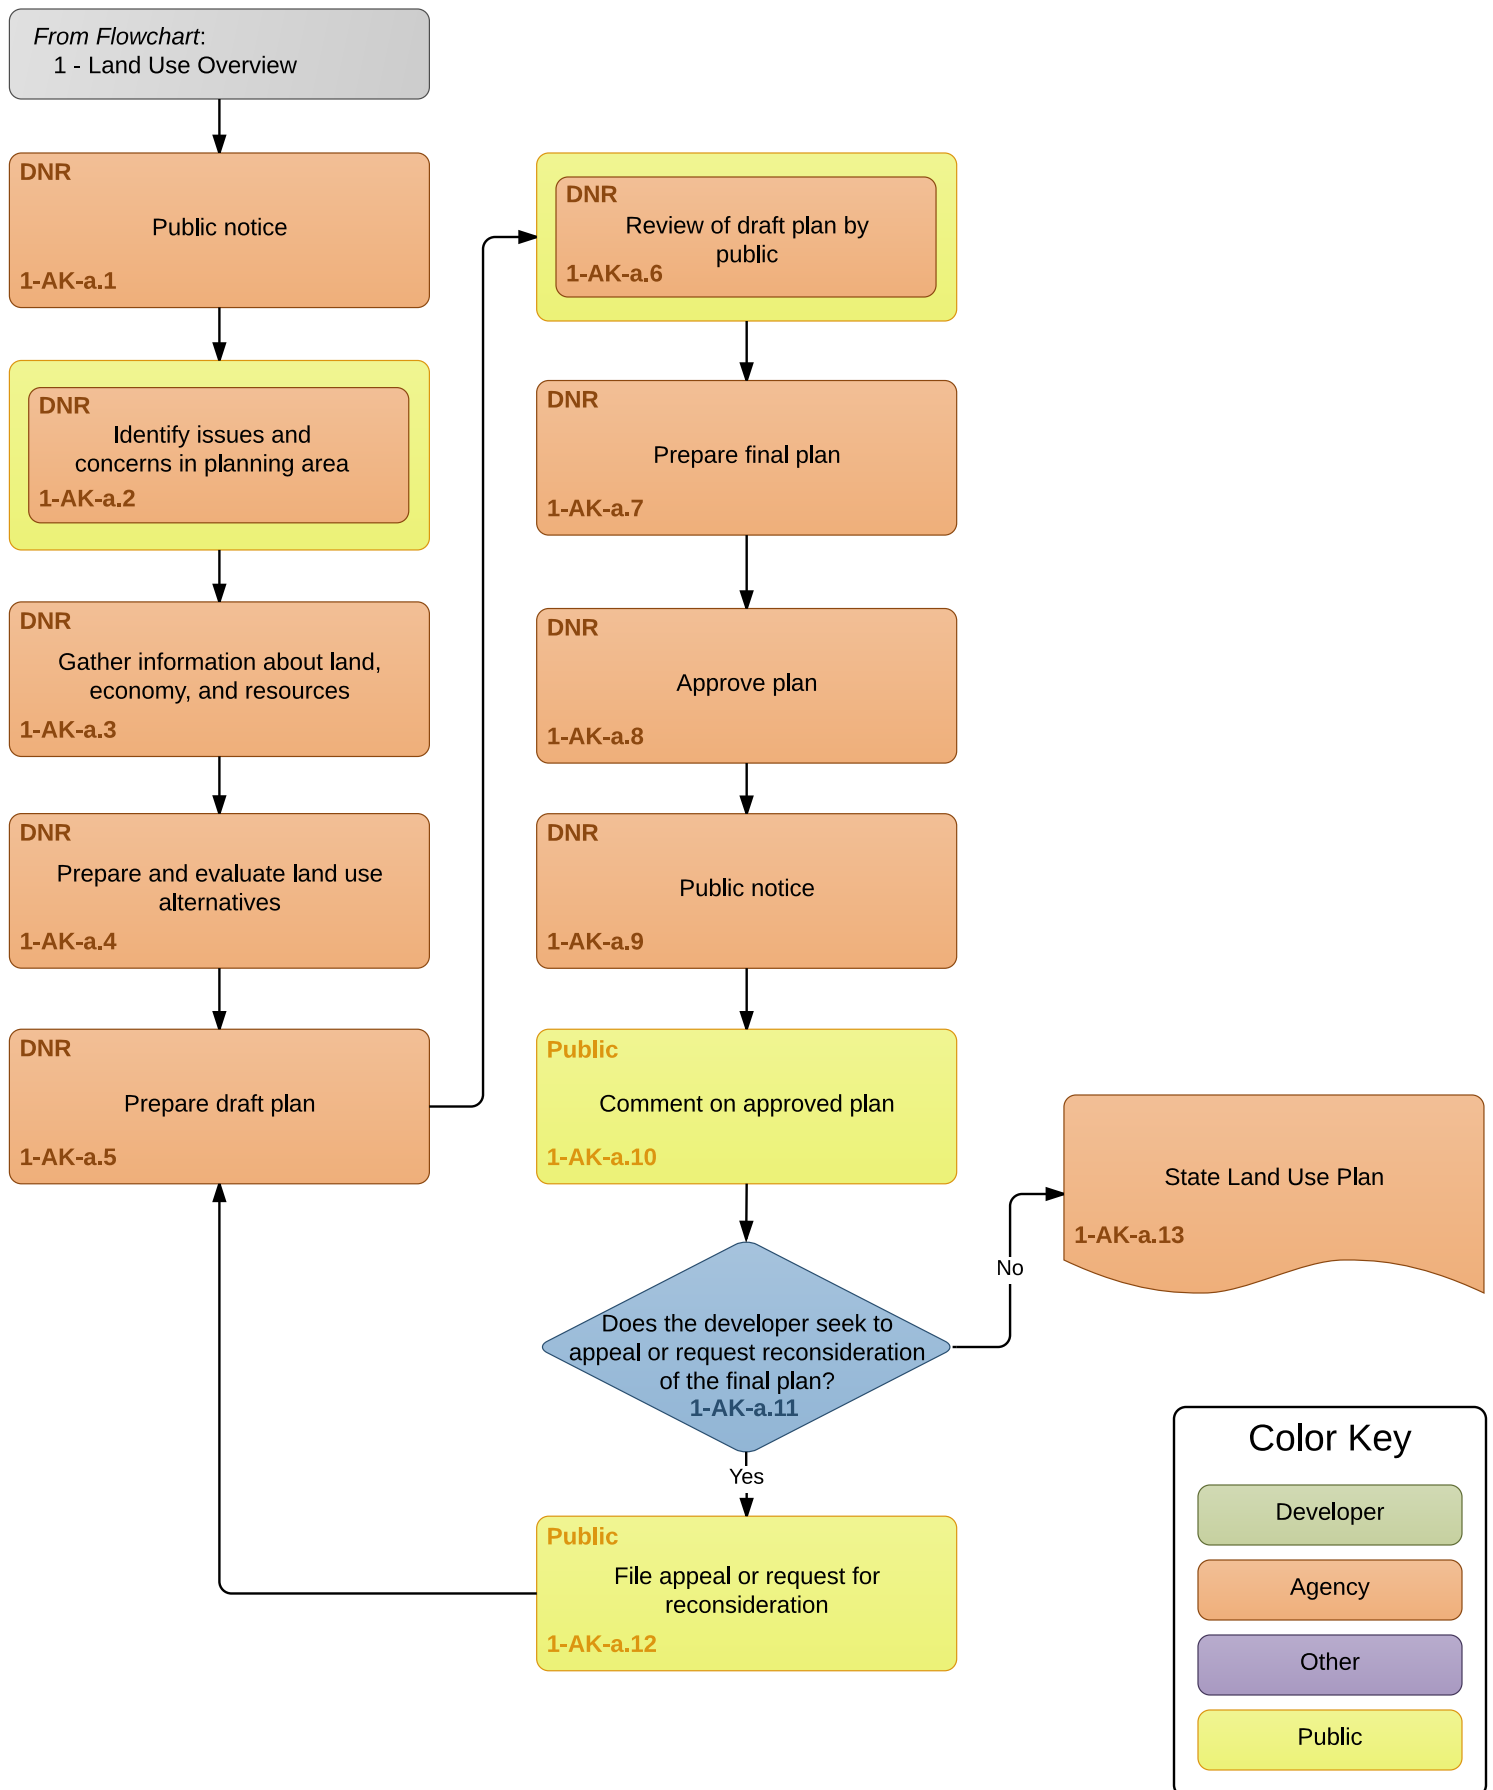 From Flowchart:
1 - Land Use Overview
DNR
Public notice
1-AK-a.1
DNR
Identify issues and
concerns in planning area
1-AK-a.2
DNR
Gather information about land,
economy, and resources
1-AK-a.3
DNR
Prepare and evaluate land use
alternatives
1-AK-a.4
DNR
Prepare draft plan
1-AK-a.5
DNR
Review of draft plan by
public
1-AK-a.6
DNR
Prepare final plan
1-AK-a.7
DNR
Approve plan
1-AK-a.8
DNR
Public notice
1-AK-a.9
Public
Comment on approved plan
1-AK-a.10
Does the developer seek to
appeal or request reconsideration
of the final plan?
1-AK-a.11
Yes
No
Public
File appeal or request for
reconsideration
1-AK-a.12
State Land Use Plan
1-AK-a.13
Color Key
Developer
Agency
Other
Public